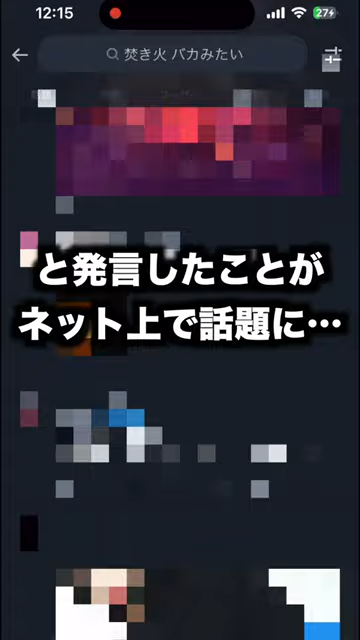 12:15
27
焚き火 バカみたい
と発言したことが
ネット上で話題に…